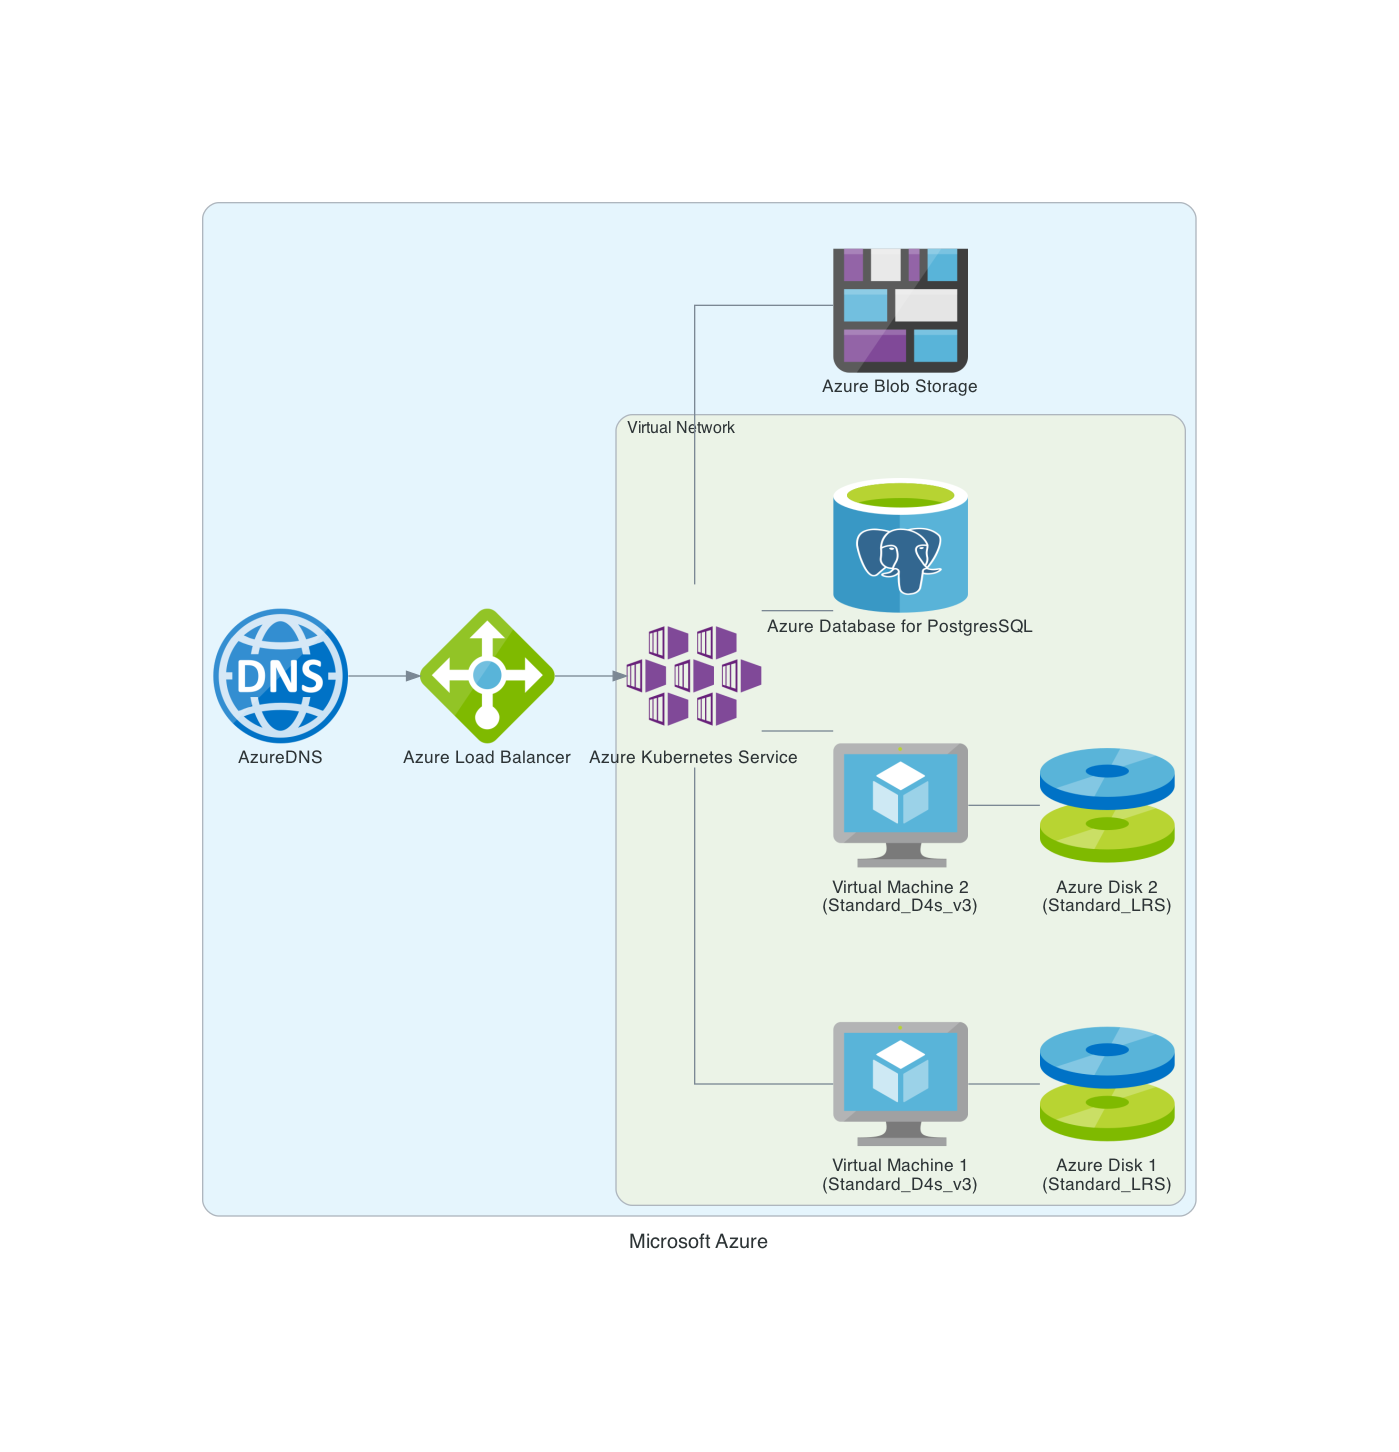 Azure Blob Storage
Virtual Network
Azure Database for PostgresSQL
DNS
AzureDNS
Azure Load Balancer
Azure Kubernetes Service
Virtual Machine 2
(Standard_D4s_v3)
Azure Disk 2
(Standard_LRS)
Virtual Machine 1
(Standard_D4s_v3)
Azure Disk 1
(Standard_LRS)
Microsoft Azure